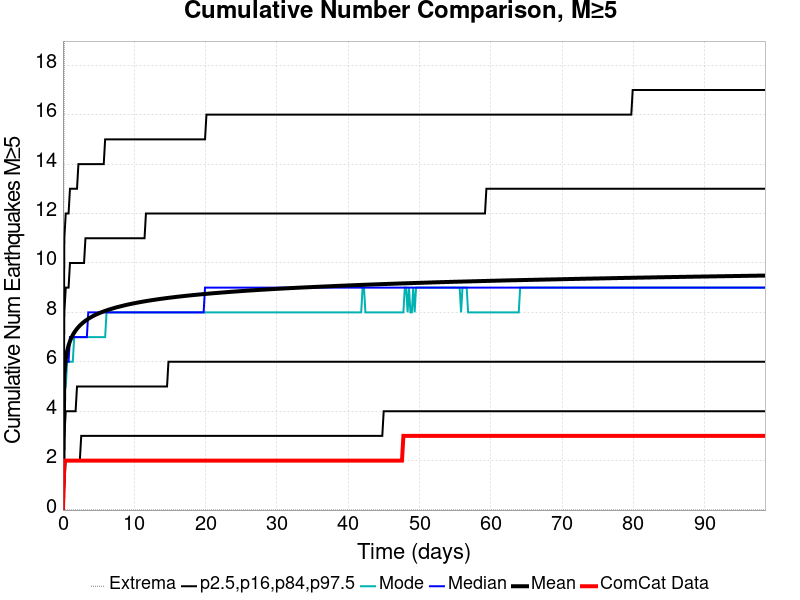 Cumulative Number Comparison, M≥5
Cumulative Num Earthquakes M≥5
18
16
14
12
10
8
6
4
2
0
0 10 20 30 40 50 60 70 80 90
Time (days)
Extrema p2.5,p16,p84,p97.5 Mode Median Mean ComCat Data